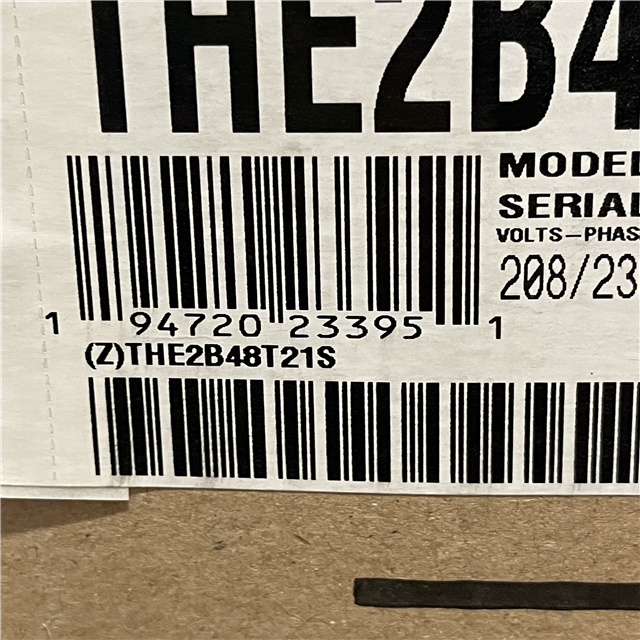 THE2B4
MODEL
SERIAL
VOLTS-PHAS
208/23
1 94720 23395 1
(Z)THE2B48T21S